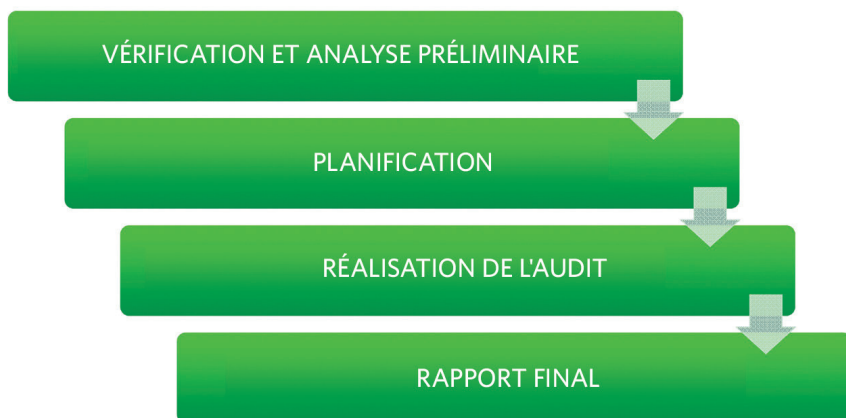 VÉRIFICATION ET ANALYSE PRÉLIMINAIRE
PLANIFICATION
RÉALISATION DE L'AUDIT
RAPPORT FINAL